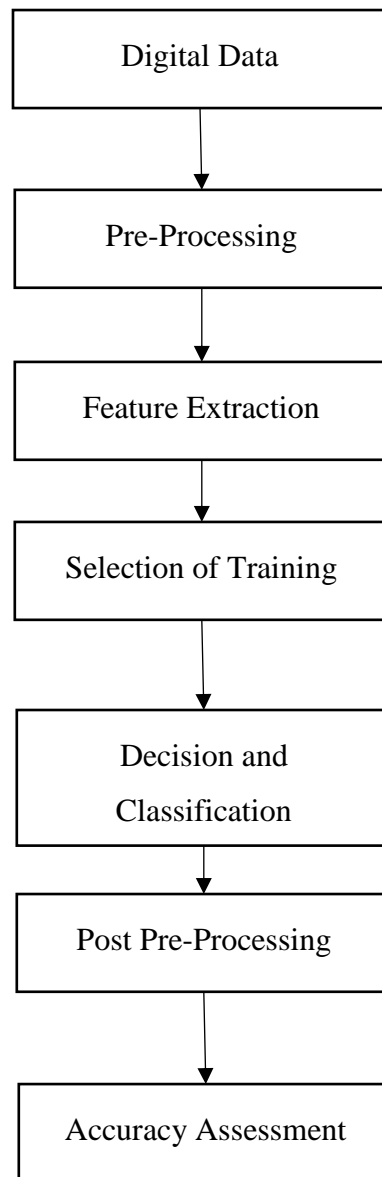 Digital Data
Pre-Processing
Feature Extraction
Selection of Training
Decision and
Classification
Post Pre-Processing
Accuracy Assessment